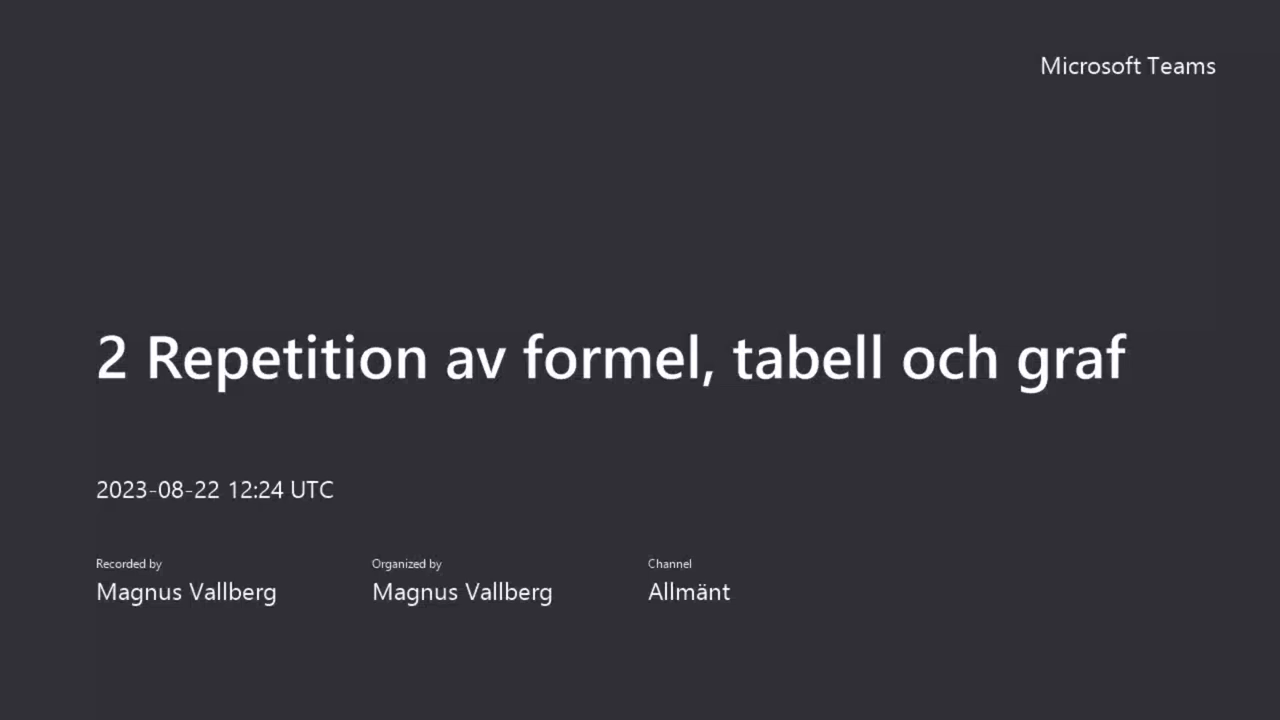 Microsoft Teams
2 Repetition av formel, tabell och graf
2023-08-22 12:24 UTC
Recorded by
Magnus Vallberg
Organized by
Magnus Vallberg
Channel
Allmänt